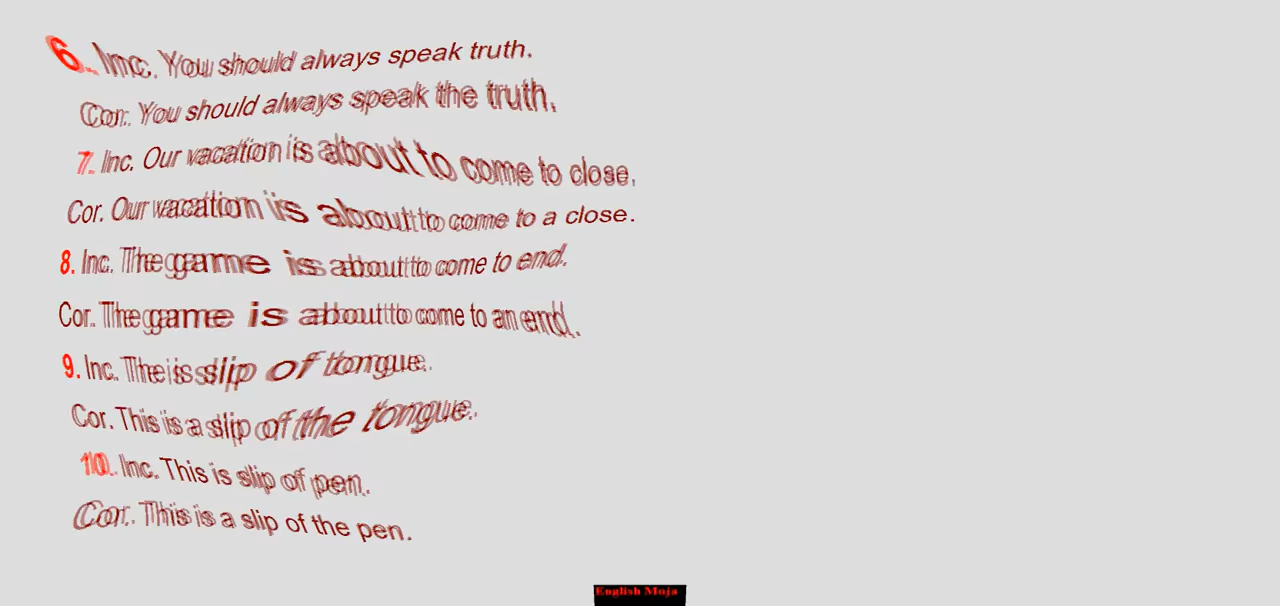 6. Inc. You should always speak truth.
Cor. You should always speak the truth.
7. Inc. Our vacation is about to come to close.
Cor. Our vacation is about to come to a close.
8. Inc. The game is about to come to end.
Cor. The game is about to come to an end.
9. Inc. The is slip of tongue.
Cor. This is a slip of the tongue.
10. Inc. This is slip of pen.
Cor. This is a slip of the pen.
English Moja